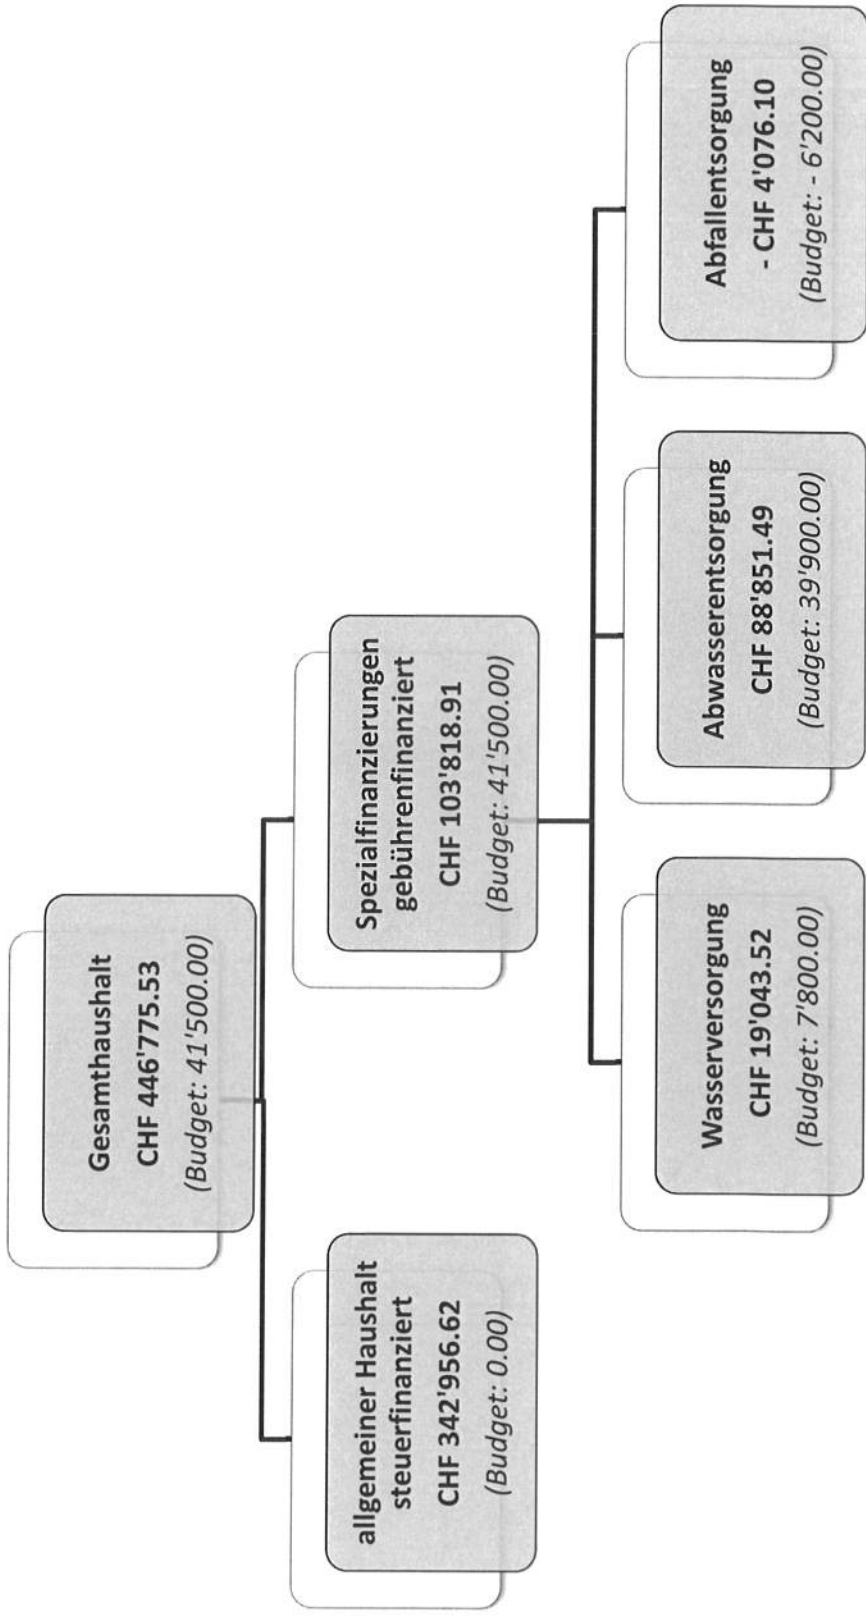 Gesamthaushalt
CHF 446'775.53
(Budget: 41'500.00)
allgemeiner Haushalt
steuerfinanziert
CHF 342'956.62
(Budget: 0.00)
Spezialfinanzierungen
gebührenfinanziert
CHF 103'818.91
(Budget: 41'500.00)
Wasserversorgung
CHF 19'043.52
(Budget: 7'800.00)
Abwasserentsorgung
CHF 88'851.49
(Budget: 39'900.00)
Abfallentsorgung
- CHF 4'076.10
(Budget: - 6'200.00)